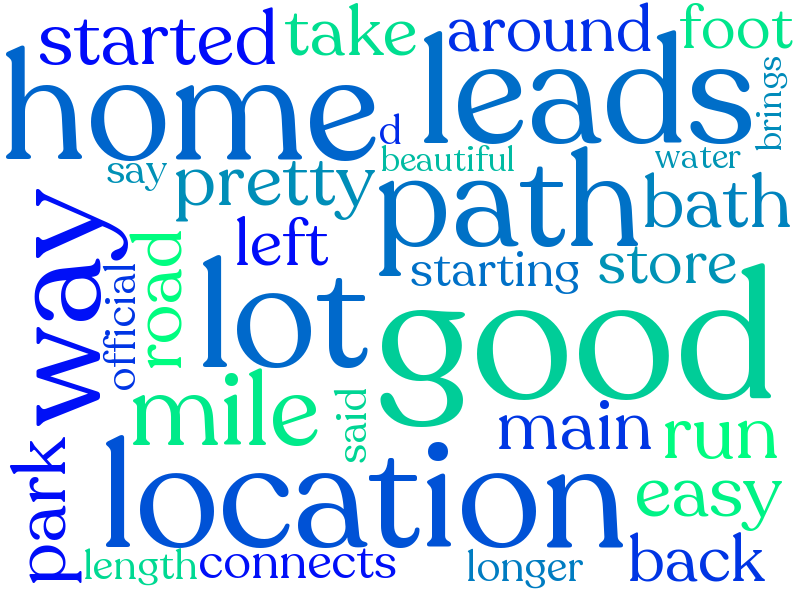 started take around foot
home leads brings
d
say pretty beautiful water
path bath
way left
official road starting store
lot good
mile said main run
park location easy
length connects longer back